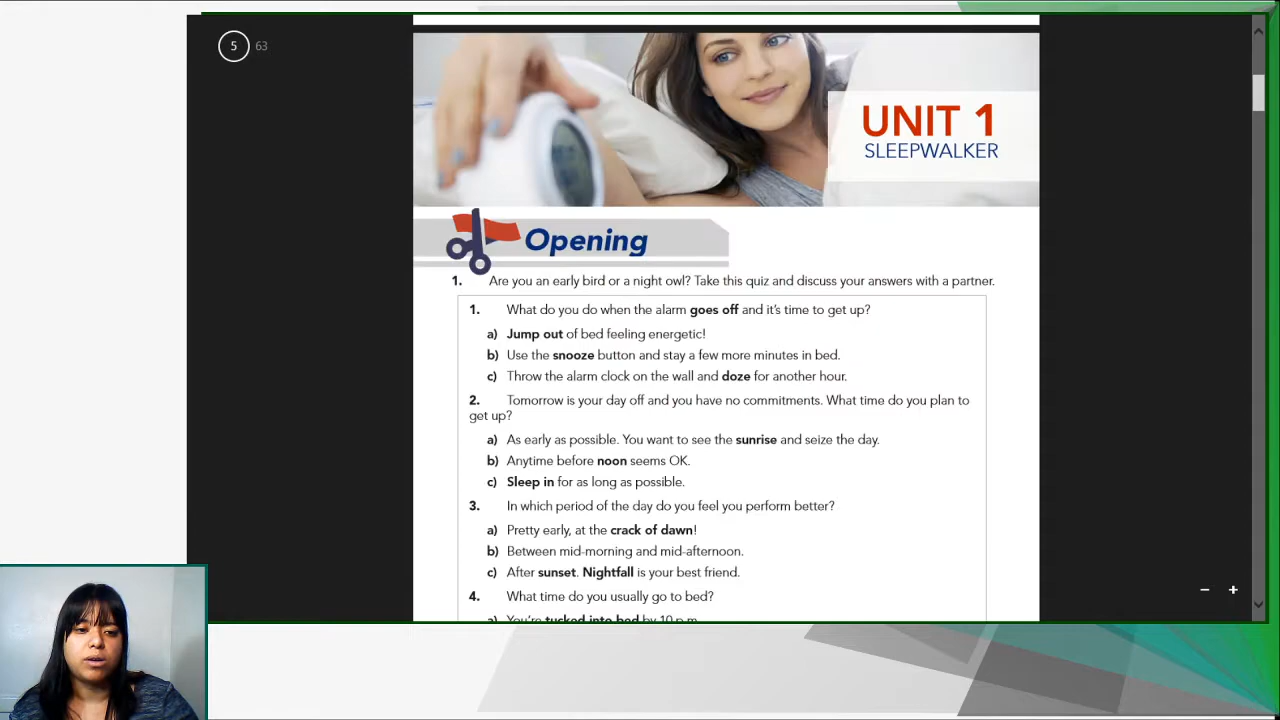 5 63
UNIT 1
SLEEPWALKER
Opening
1. Are you an early bird or a night owl? Take this quiz and discuss your answers with a partner.
1. What do you do when the alarm goes off and it's time to get up?
a) Jump out of bed feeling energetic!
b) Use the snooze button and stay a few more minutes in bed.
c) Throw the alarm clock on the wall and doze for another hour.
2. Tomorrow is your day off and you have no commitments. What time do you plan to
get up?
a) As early as possible. You want to see the sunrise and seize the day.
b) Anytime before noon seems OK.
c) Sleep in for as long as possible.
3. In which period of the day do you feel you perform better?
a) Pretty early, at the crack of dawn!
b) Between mid-morning and mid-afternoon.
c) After sunset. Nightfall is your best friend.
4. What time do you usually go to bed?
a) You're tucked into bed by 10 p.m.